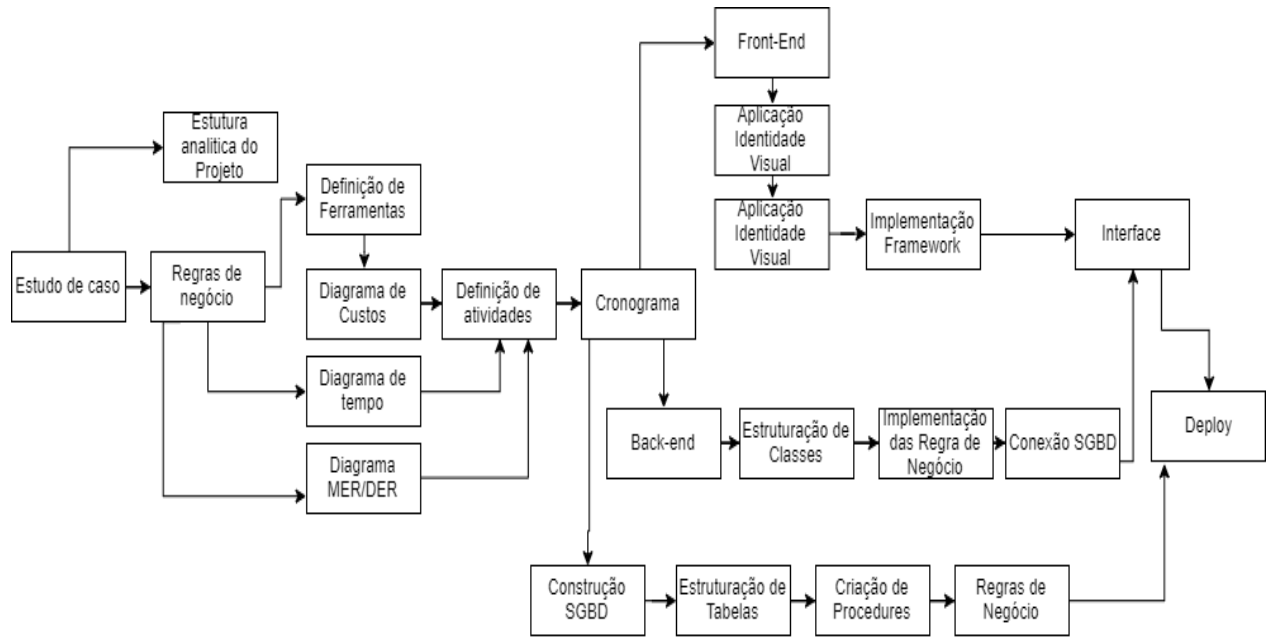 Front-End
Aplicação
Identidade
Visual
Estutura
analitica do
Projeto
Definição de
Ferramentas
Aplicação
Identidade
Visual
Implementação
Framework
Interface
Estudo de caso
Regras de
negócio
Diagrama de
Custos
Definição de
atividades
Cronograma
Diagrama de
tempo
Back-end
Estruturação de
Classes
Implementação
das Regra de
Negócio
Conexão SGBD
Deploy
Diagrama
MER/DER
Construção
SGBD
Estruturação de
Tabelas
Criação de
Procedures
Regras de
Negócio